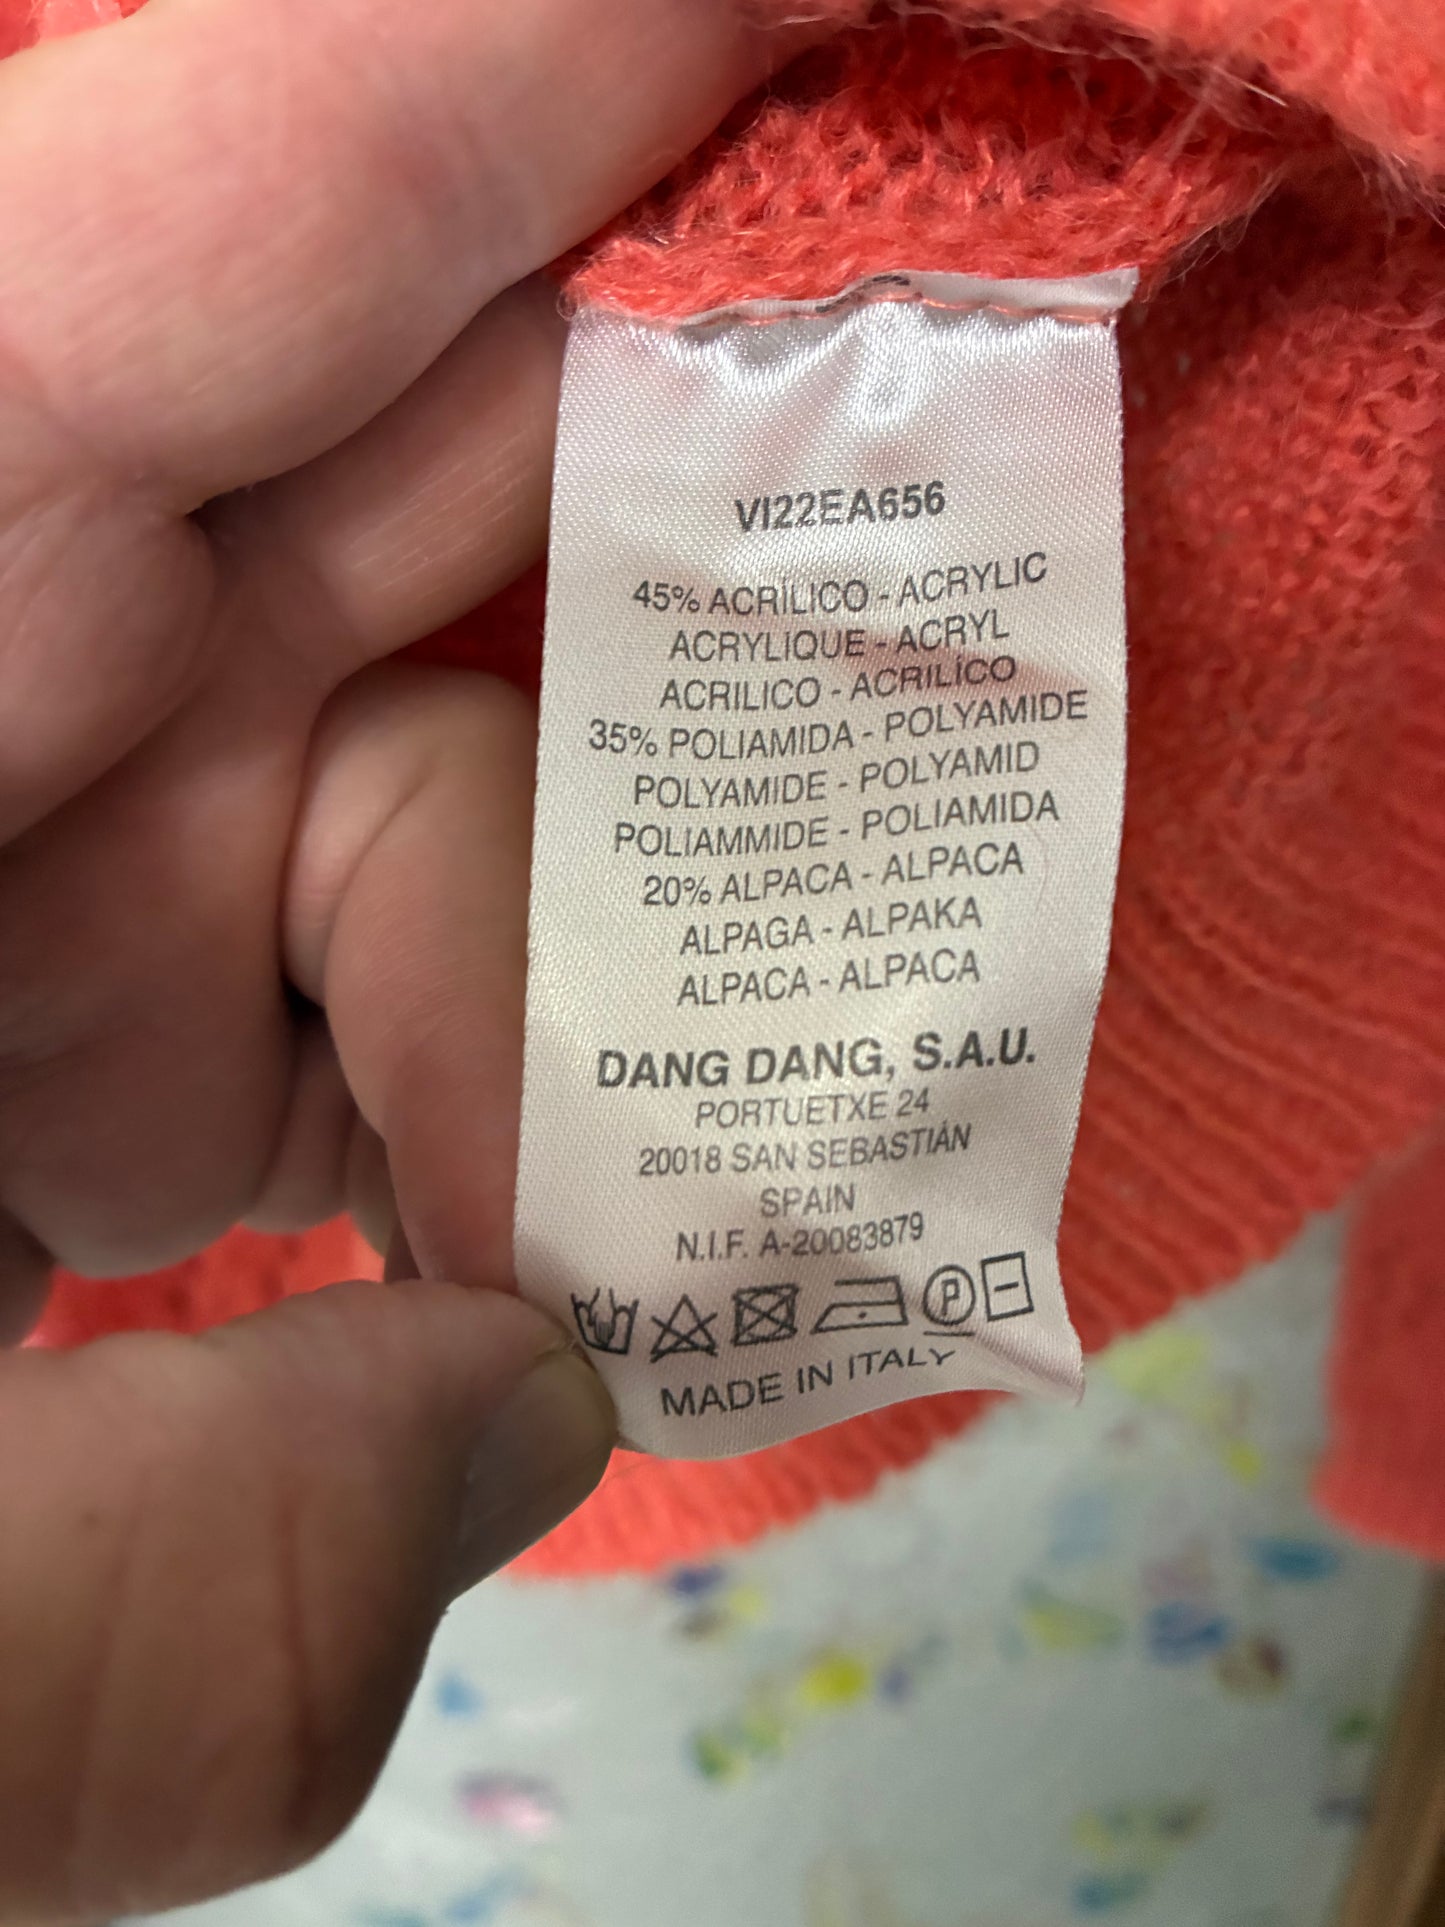 VI22EA656
45% ACRÍLICO - ACRYLIC
ACRYLIQUE - ACRYL
ACRILICO - ACRILÍCO
35% POLIAMIDA - POLYAMIDE
POLYAMIDE - POLYAMID
POLIAMMIDE - POLIAMIDA
20% ALPACA - ALPACA
ALPAGA - ALPAKA
ALPACA - ALPACA
DANG DANG, S.A.U.
PORTUETXE 24
20018 SAN SEBASTIÁN
SPAIN
N.I.F. A-20083879
P
MADE IN ITALY